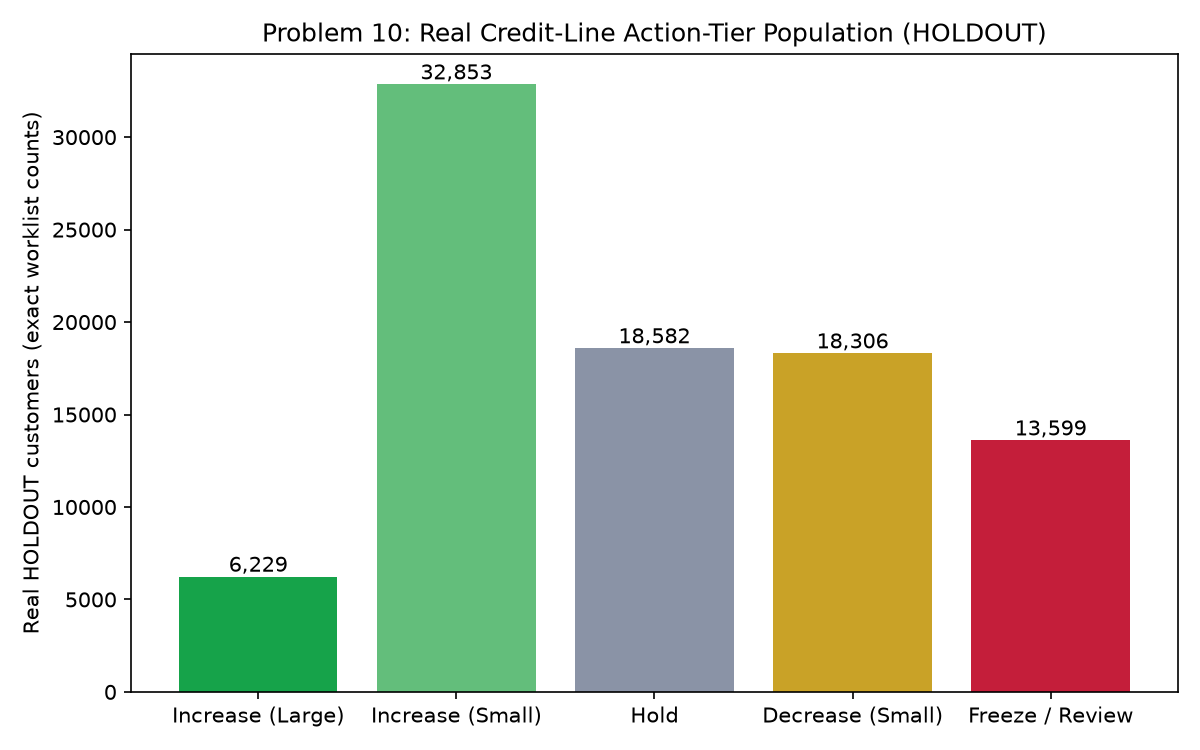 Problem 10: Real Credit-Line Action-Tier Population (HOLDOUT)
Real HOLDOUT customers (exact worklist counts)
30000
25000
20000
15000
10000
5000
0
6,229
32,853
18,582
18,306
13,599
Increase (Large)
Increase (Small)
Hold
Decrease (Small)
Freeze / Review